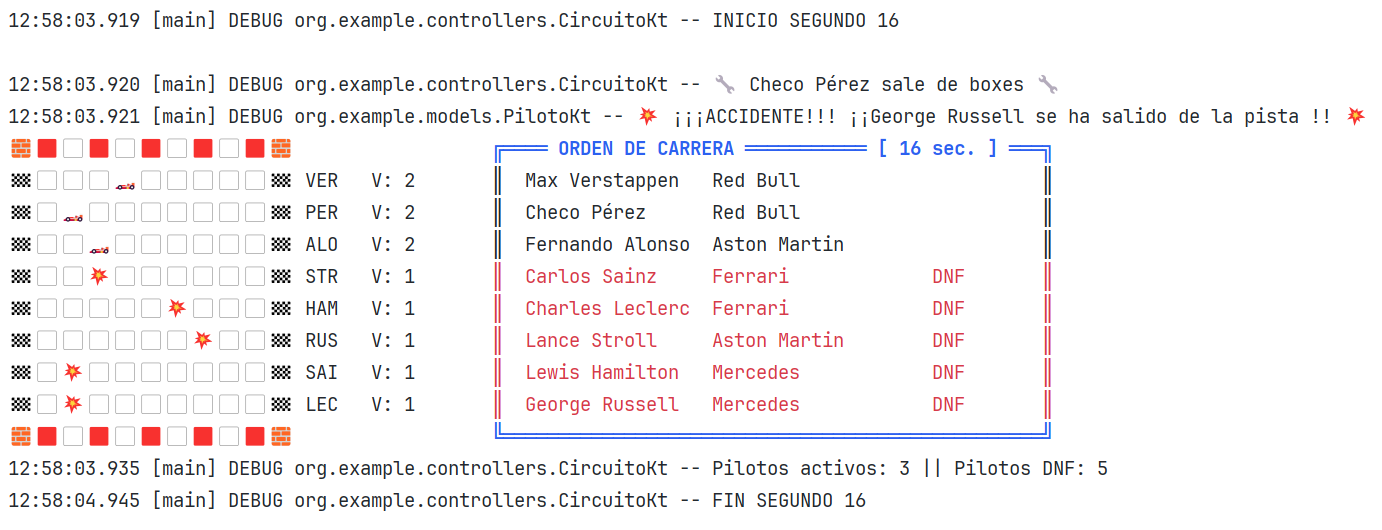 12:58:03.919 [main] DEBUG org.example.controllers.CircuitoKt -- INICIO SEGUNDO 16
12:58:03.920 [main] DEBUG org.example.controllers.CircuitoKt -- 🔧 Checo Pérez sale de boxes 🔧
12:58:03.921 [main] DEBUG org.example.models.PilotoKt -- 💥 ¡¡¡ACCIDENTE!!! ¡¡George Russell se ha salido de la pista !! 💥
ORDEN DE CARRERA [ 16 sec. ]
VER V: 2 Max Verstappen Red Bull
PER V: 2 Checo Pérez Red Bull
ALO V: 2 Fernando Alonso Aston Martin
STR V: 1 Carlos Sainz Ferrari DNF
HAM V: 1 Charles Leclerc Ferrari DNF
RUS V: 1 Lance Stroll Aston Martin DNF
SAI V: 1 Lewis Hamilton Mercedes DNF
LEC V: 1 George Russell Mercedes DNF
12:58:03.935 [main] DEBUG org.example.controllers.CircuitoKt -- Pilotos activos: 3 || Pilotos DNF: 5
12:58:04.945 [main] DEBUG org.example.controllers.CircuitoKt -- FIN SEGUNDO 16